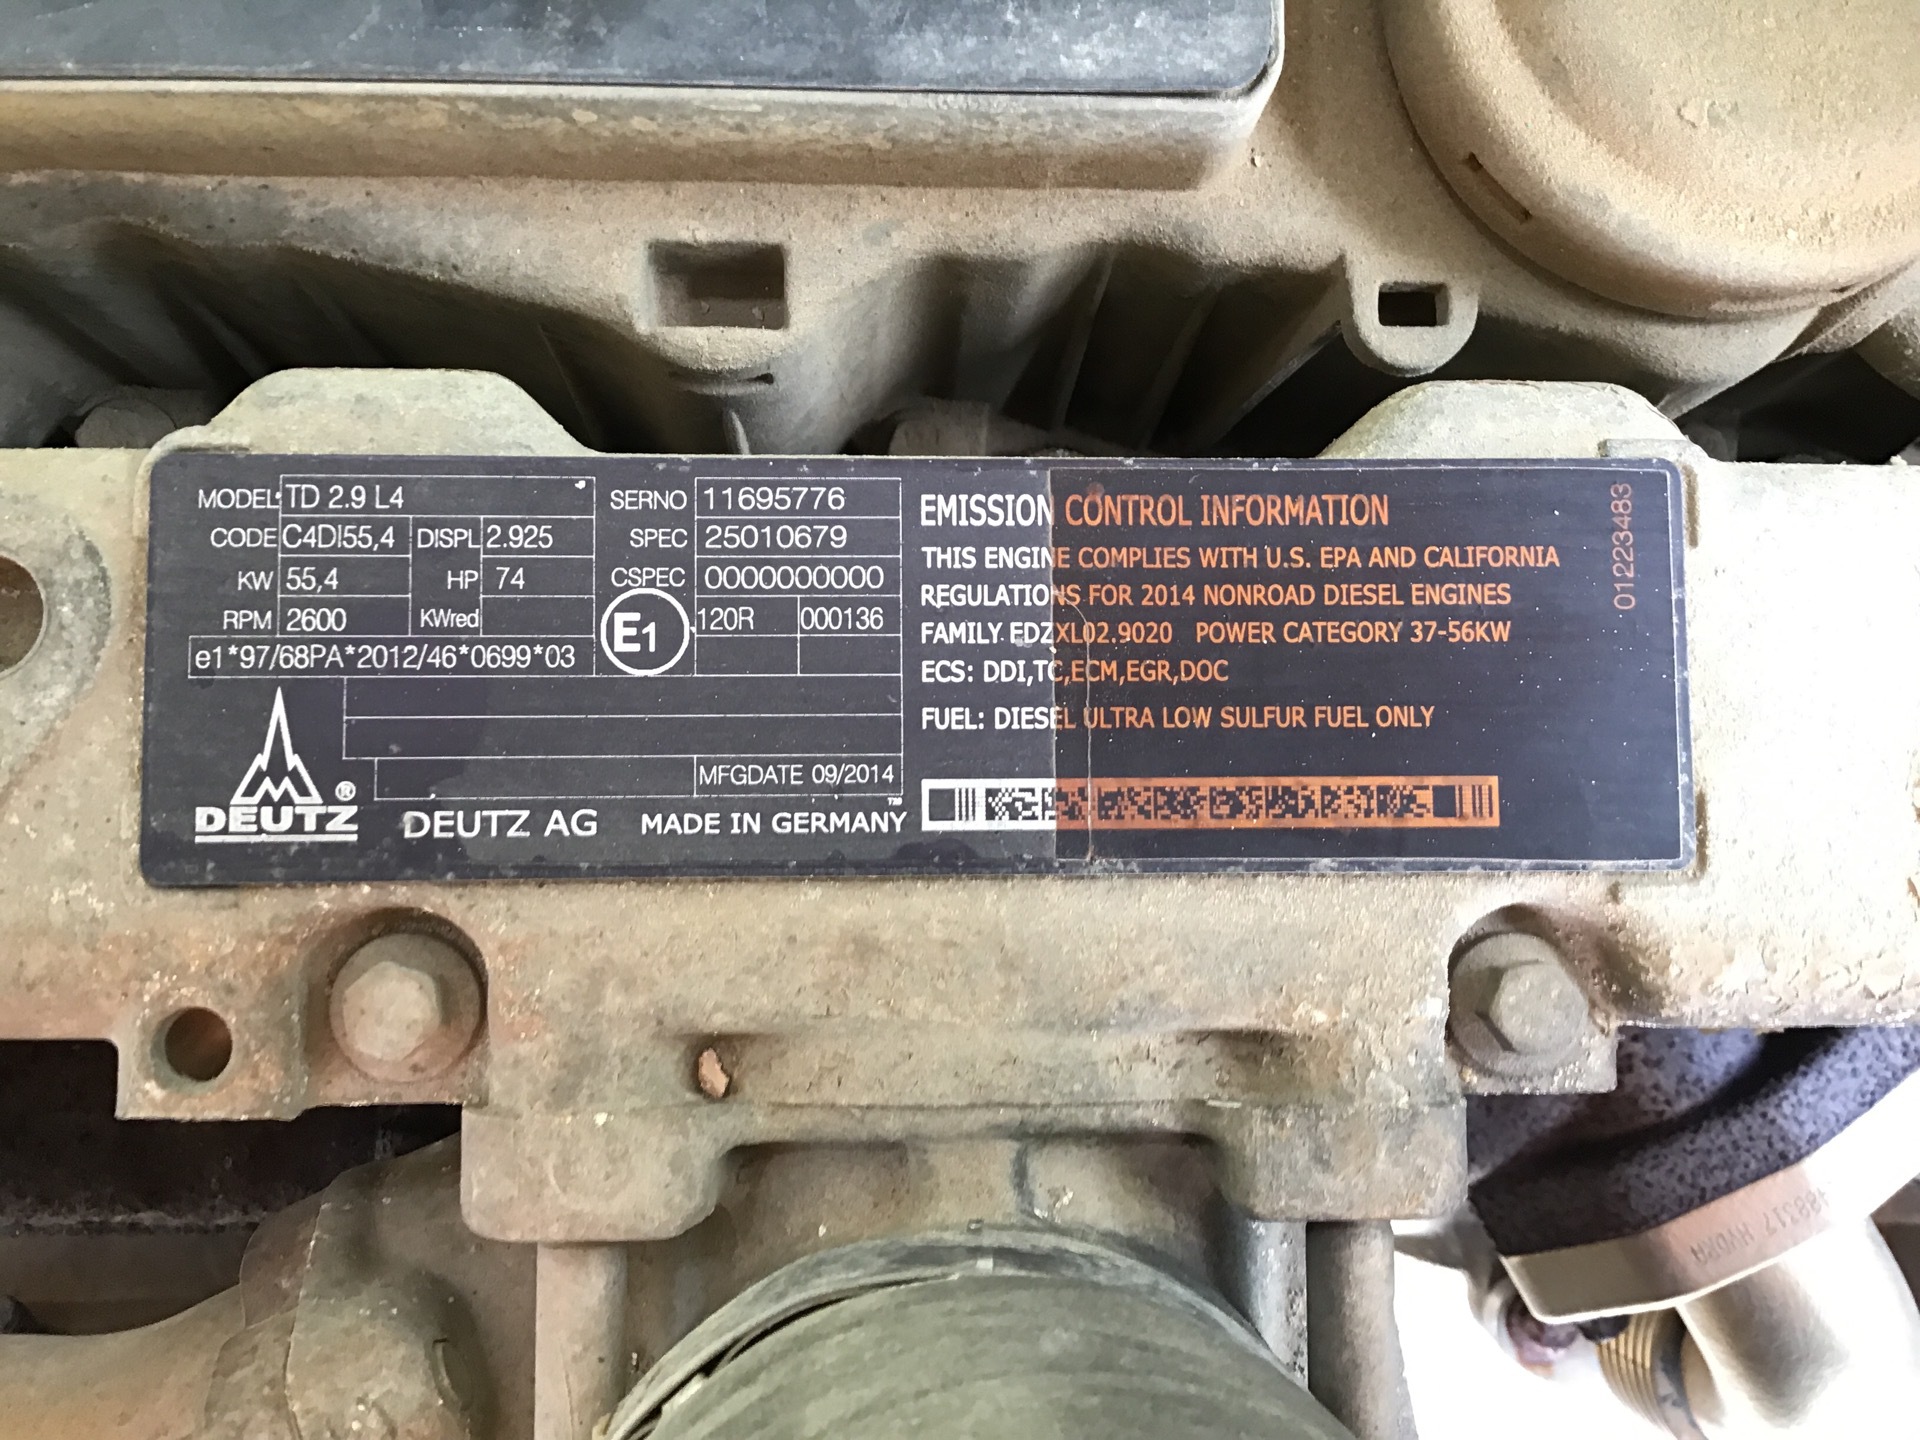 MODEL TD 2.9 L4
CODE C4DI55,4 DISPL 2.925
KW 55,4 HP 74
RPM 2600 KWred
e1*97/68PA*2012/46*0699*03
SERNO 11695776
SPEC 25010679
CSPEC 0000000000
E1 120R 000136
MFGDATE 09/2014
DEUTZ ®
DEUTZ AG MADE IN GERMANY
EMISSION CONTROL INFORMATION
THIS ENGINE COMPLIES WITH U.S. EPA AND CALIFORNIA
REGULATIONS FOR 2014 NONROAD DIESEL ENGINES
FAMILY EDZXL02.9020 POWER CATEGORY 37-56KW
ECS: DDI,TC,ECM,EGR,DOC
FUEL: DIESEL ULTRA LOW SULFUR FUEL ONLY
™
01223483
HYDRA